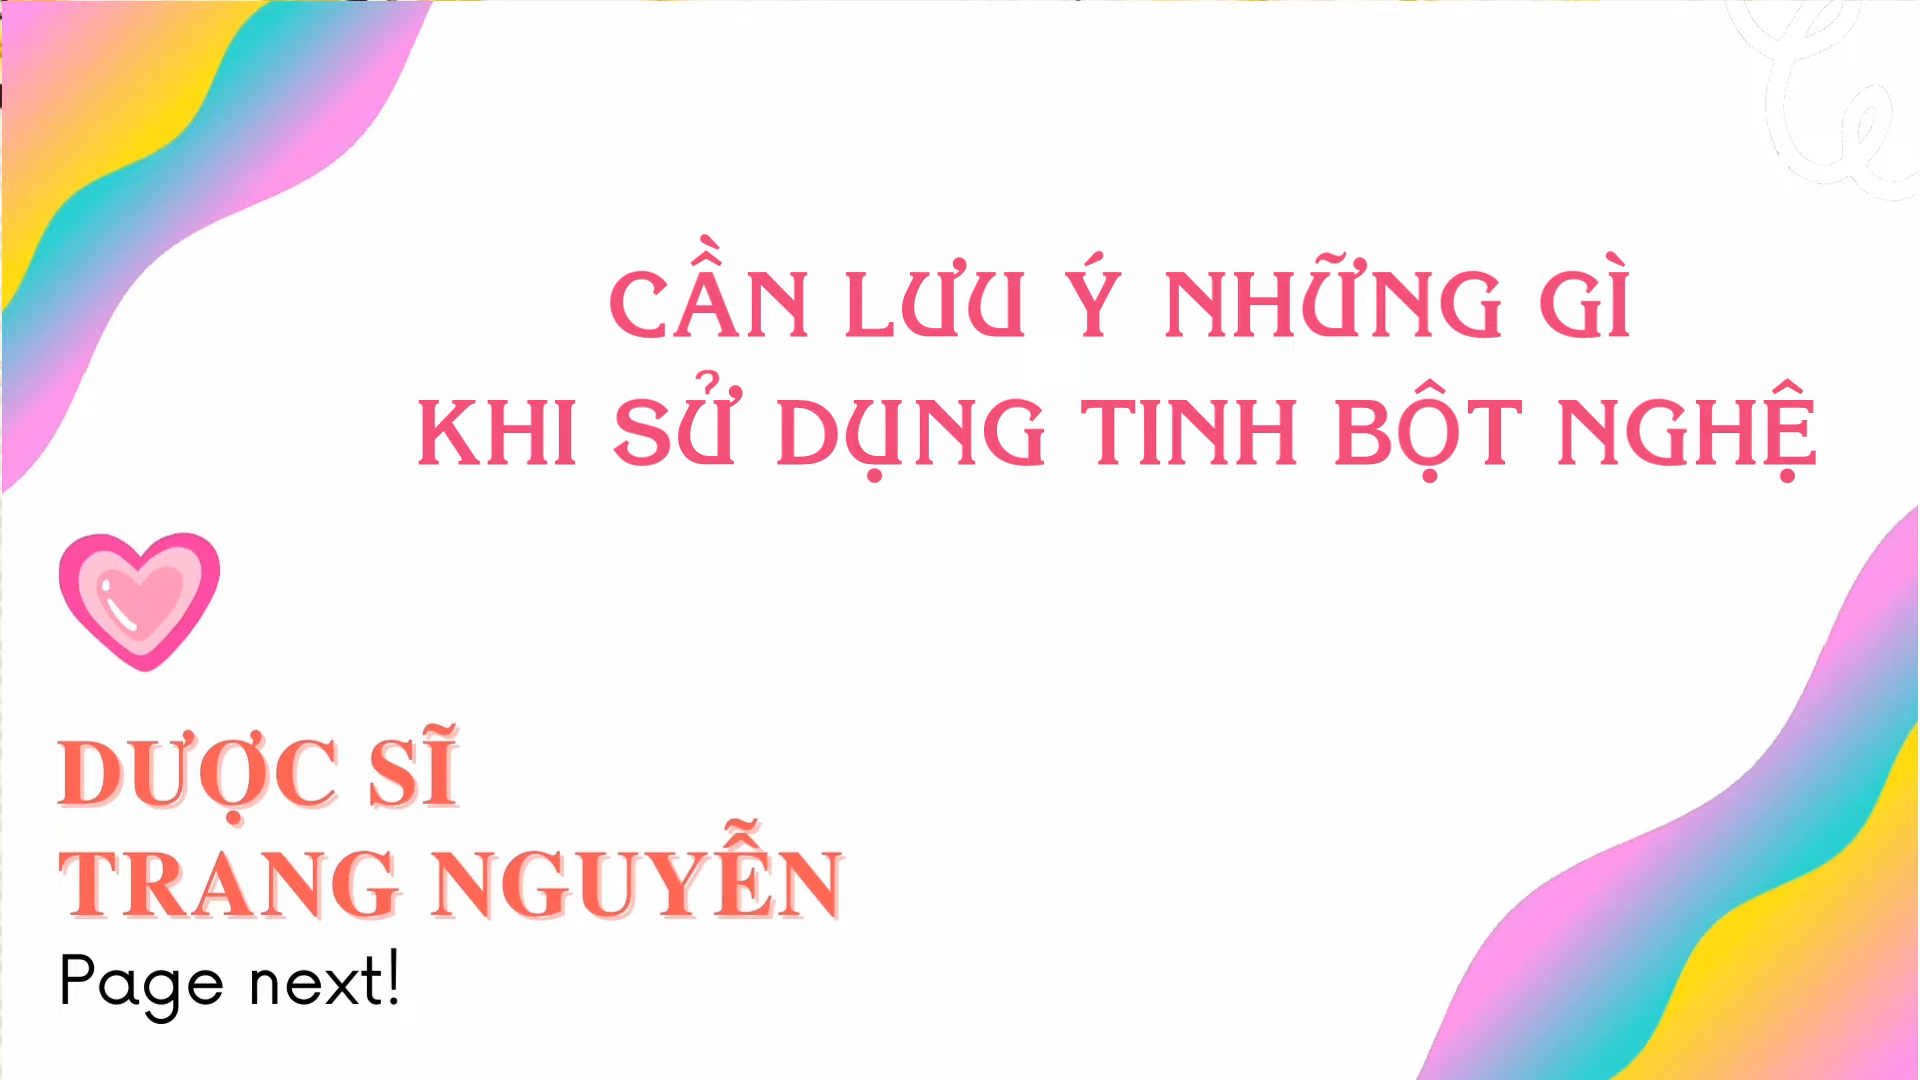 CẦN LƯU Ý NHỮNG GÌ
KHI SỬ DỤNG TINH BỘT NGHỆ
DƯỢC SĨ
TRANG NGUYỄN
Page next!